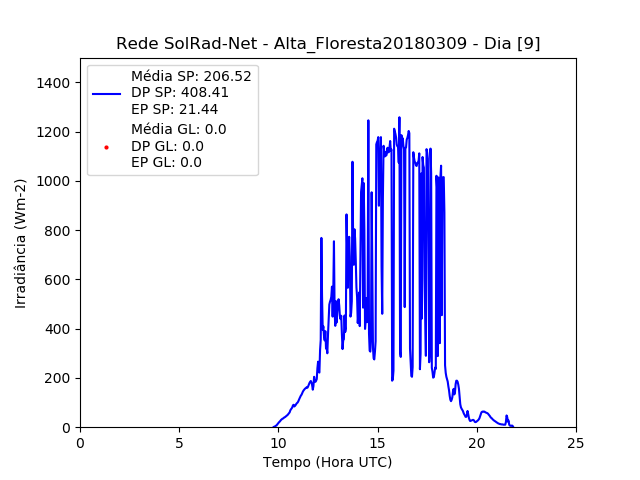 Rede SolRad-Net - Alta_Floresta20180309 - Dia [9]
Média SP: 206.52
DP SP: 408.41
EP SP: 21.44
Média GL: 0.0
DP GL: 0.0
EP GL: 0.0
Irradiância (Wm-2)
1400
1200
1000
800
600
400
200
0
0 5 10 15 20 25
Tempo (Hora UTC)